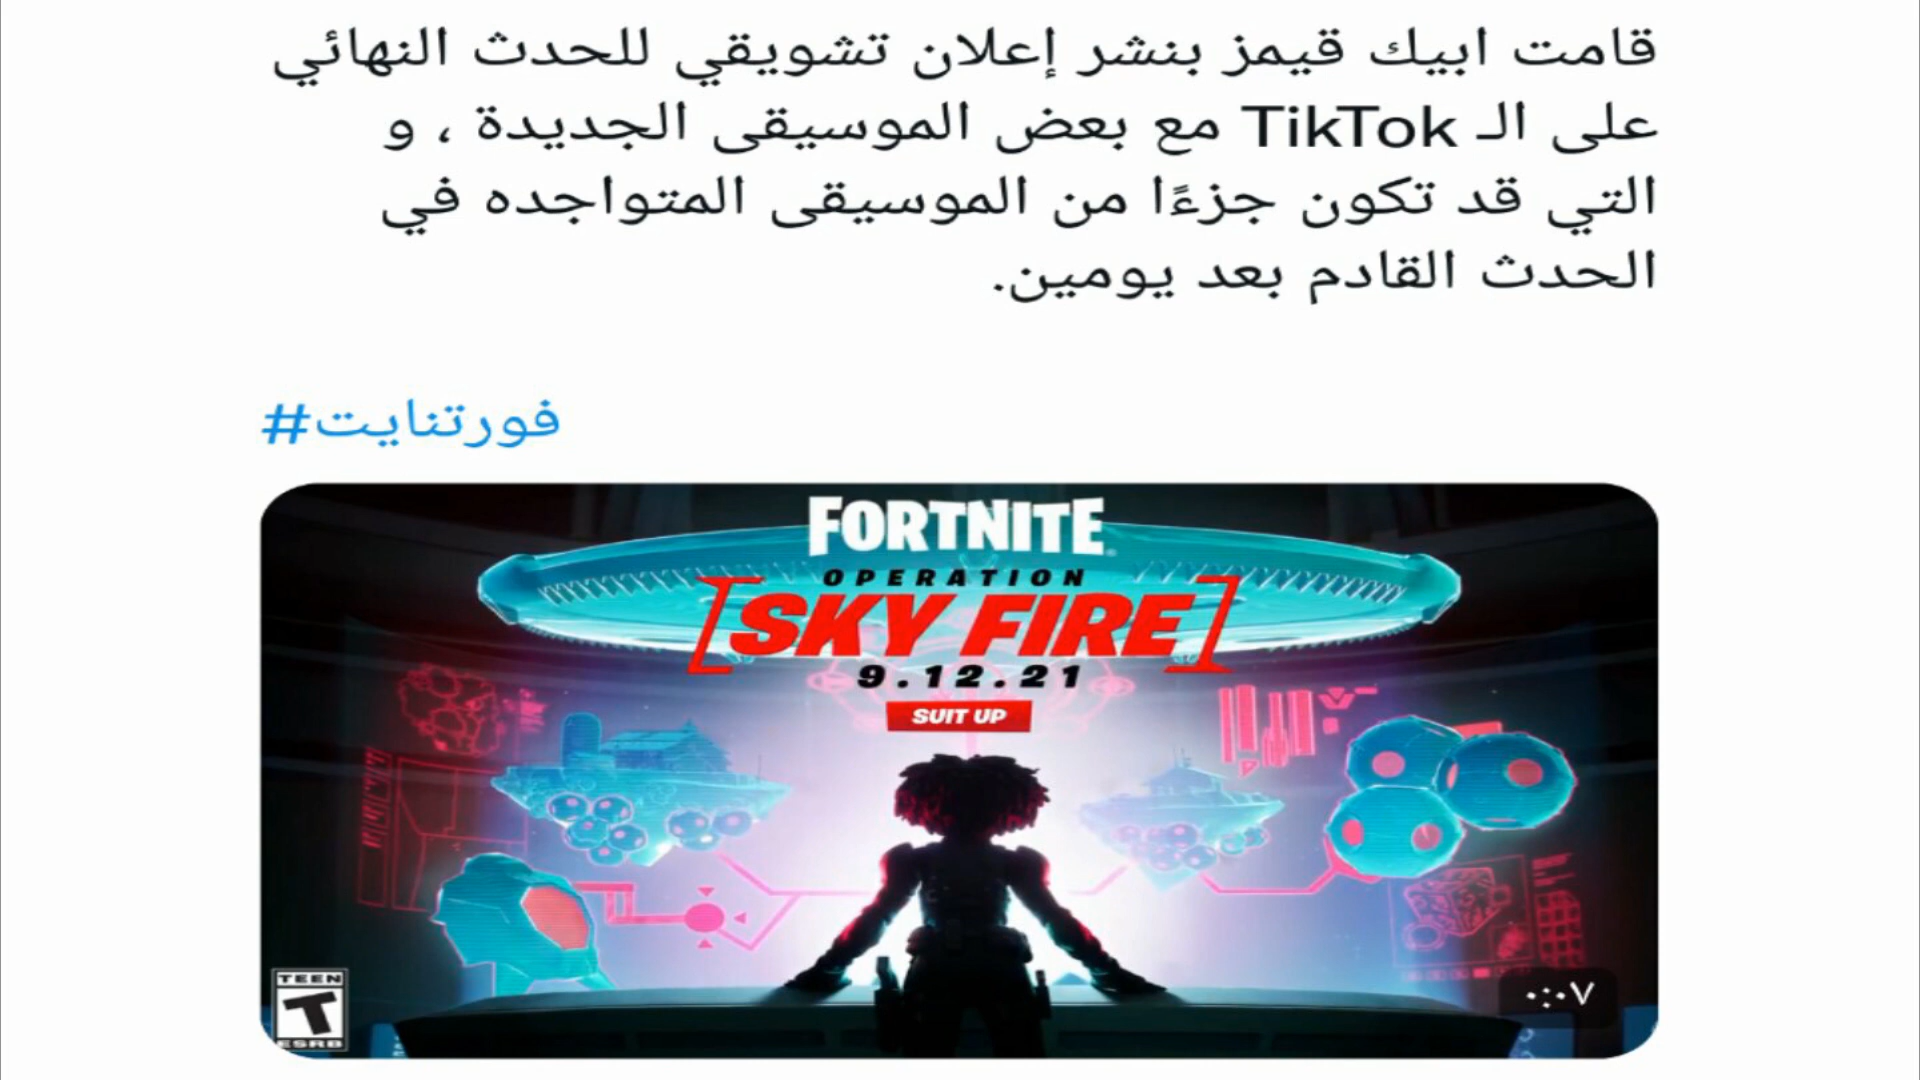 قامت ابيك قيمز بنشر إعلان تشويقي للحدث النهائي
على الـ TikTok مع بعض الموسيقى الجديدة ، و
التي قد تكون جزءًا من الموسيقى المتواجده في
الحدث القادم بعد يومين.
#فورتنايت
FORTNITE
OPERATION
[SKY FIRE]
9.12.21
SUIT UP
TEEN
T
ESRB
٠:٠٧